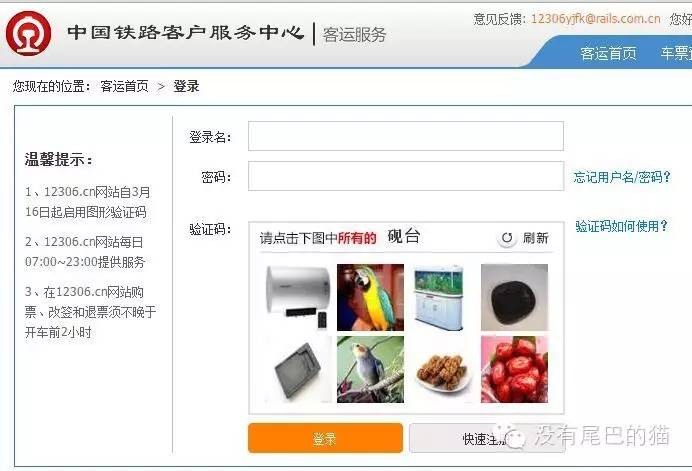 中国铁路客户服务中心 | 客运服务
意见反馈: 12306yjfk@rails.com.cn 您好
客运首页 车票
您现在的位置： 客运首页 > 登录
温馨提示：
1、12306.cn网站自3月
16日起启用图形验证码
2、12306.cn网站每日
07:00~23:00提供服务
3、在12306.cn网站购
票、改签和退票须不晚于
开车前2小时
登录名：
密码： 忘记用户名/密码?
验证码： 验证码如何使用?
请点击下图中所有的 砚台 刷新
登录 快速注
没有尾巴的猫